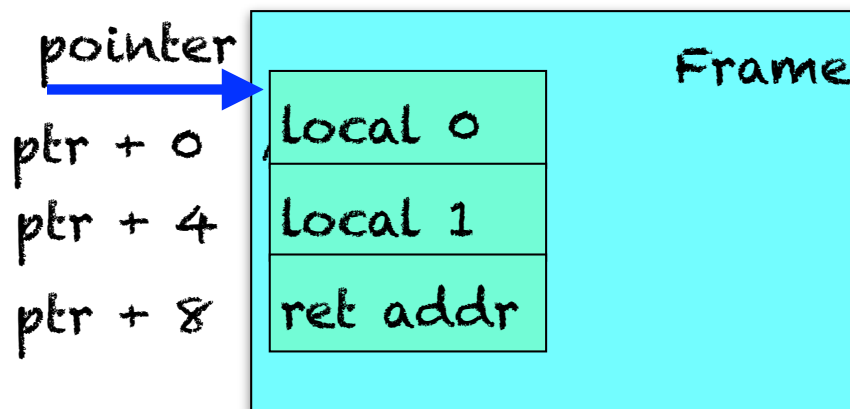 pointer
Frame
ptr + 0
local 0
ptr + 4
local 1
ptr + 8
ret addr